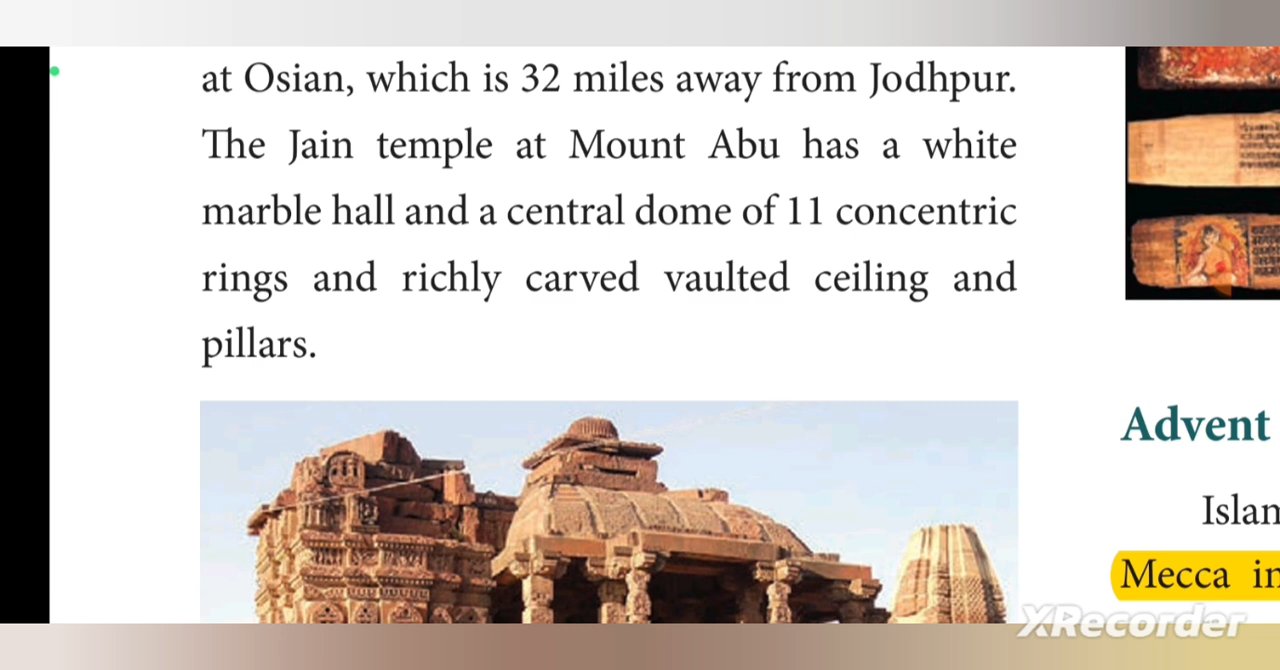 at Osian, which is 32 miles away from Jodhpur.
The Jain temple at Mount Abu has a white
marble hall and a central dome of 11 concentric
rings and richly carved vaulted ceiling and
pillars.
Advent
Islam
Mecca in
XRecorder